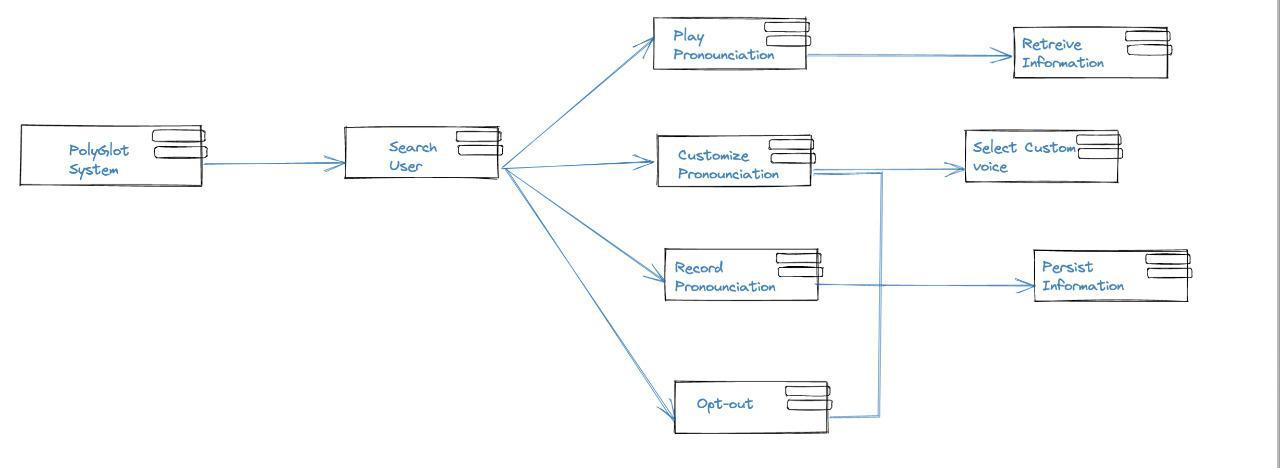 PolyGlot
System
Search
User
Play
Pronounciation
Retreive
Information
Customize
Pronounciation
Select Custom
voice
Record
Pronounciation
Persist
Information
Opt-out